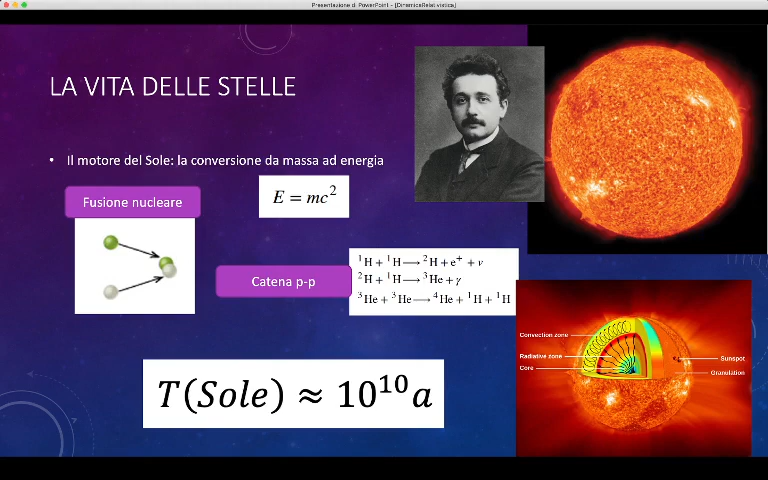 Presentazione di PowerPoint - [DinamicaRelativistica]
LA VITA DELLE STELLE
• Il motore del Sole: la conversione da massa ad energia
Fusione nucleare
E = mc²
Catena p-p
¹H + ¹H ⟶ ²H + e⁺ + ν
²H + ¹H ⟶ ³He + γ
³He + ³He ⟶ ⁴He + ¹H + ¹H
T(Sole) ≈ 10¹⁰a
Convection zone
Radiative zone
Core
Sunspot
Granulation